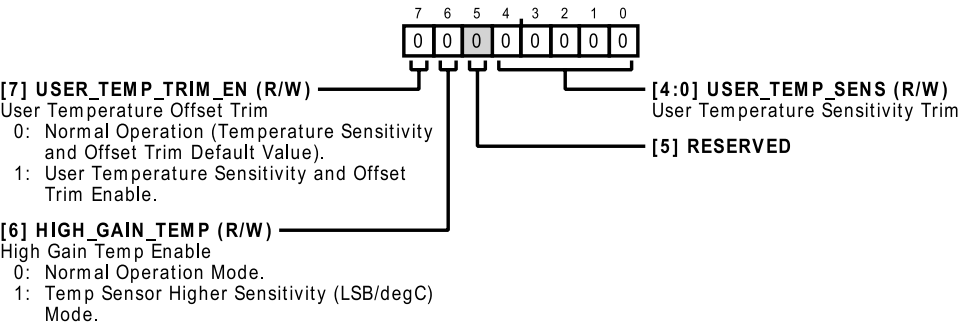 7 6 5 4 3 2 1 0
0 0 0 0 0 0 0 0
[7] USER_TEMP_TRIM_EN (R/W)
User Temperature Offset Trim
0: Normal Operation (Temperature Sensitivity
and Offset Trim Default Value).
1: User Temperature Sensitivity and Offset
Trim Enable.
[6] HIGH_GAIN_TEMP (R/W)
High Gain Temp Enable
0: Normal Operation Mode.
1: Temp Sensor Higher Sensitivity (LSB/degC)
Mode.
[4:0] USER_TEMP_SENS (R/W)
User Temperature Sensitivity Trim
[5] RESERVED